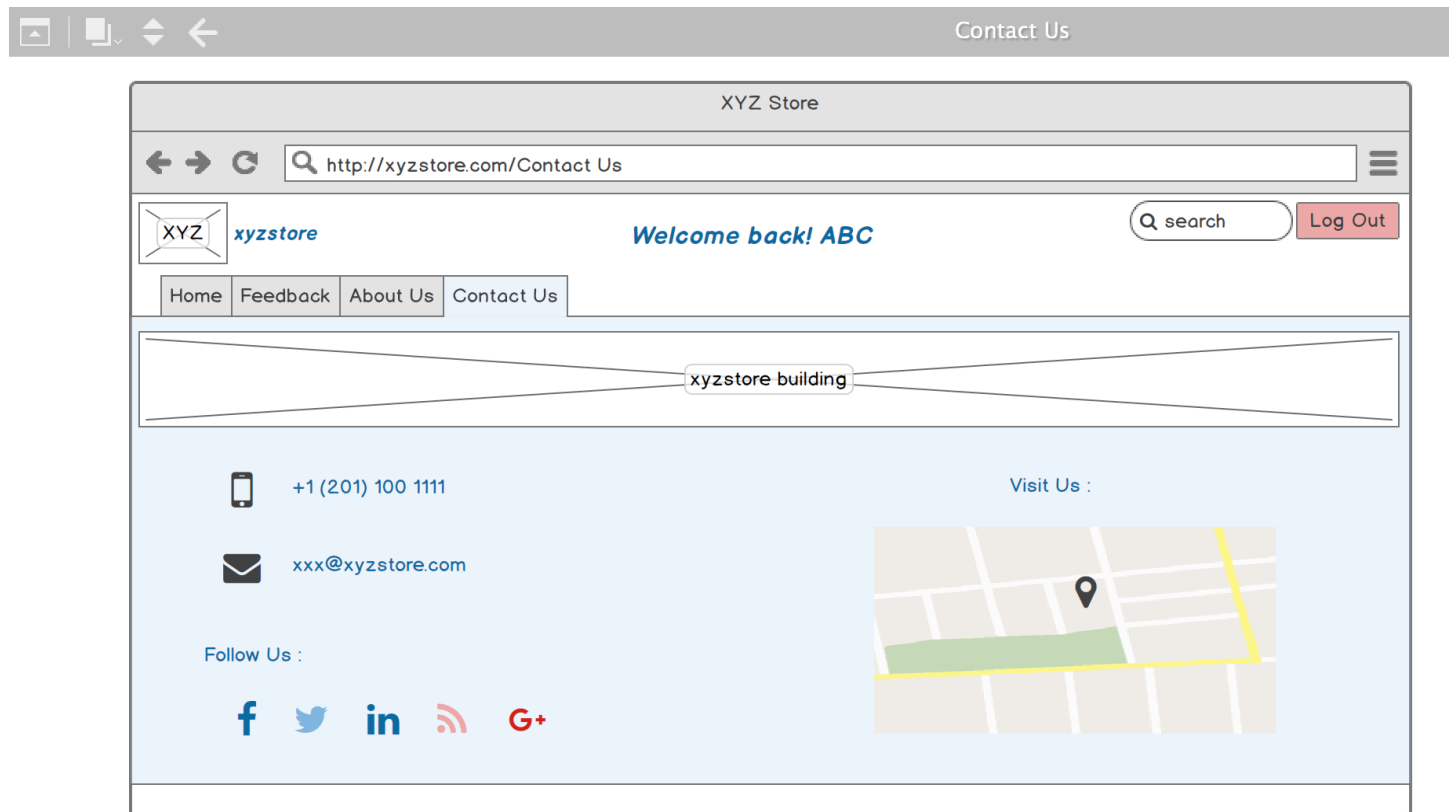 Contact Us
XYZ Store
http://xyzstore.com/Contact Us
XYZ
xyzstore
Welcome back! ABC
search
Log Out
Home
Feedback
About Us
Contact Us
xyzstore building
+1 (201) 100 1111
Visit Us :
xxx@xyzstore.com
Follow Us :
f
in
G+